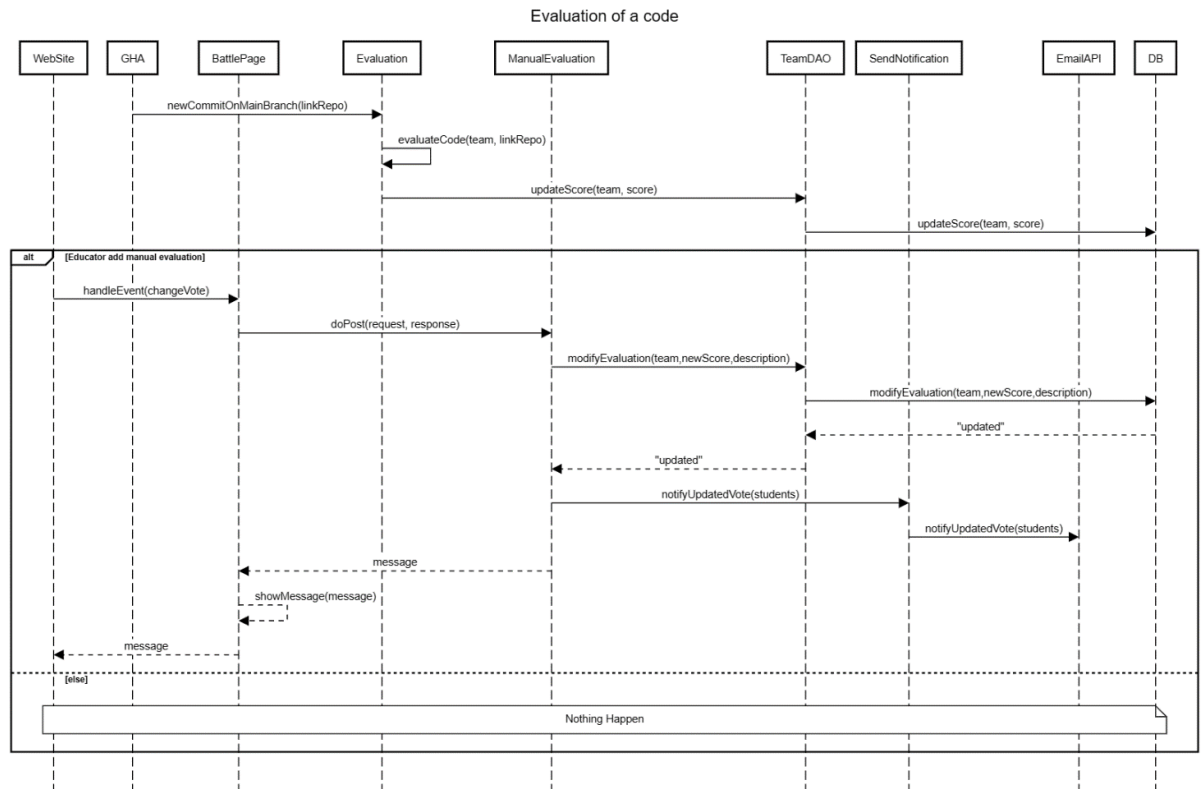 Evaluation of a code
WebSite
GHA
BattlePage
Evaluation
ManualEvaluation
TeamDAO
SendNotification
EmailAPI
DB
newCommitOnMainBranch(linkRepo)
evaluateCode(team, linkRepo)
updateScore(team, score)
updateScore(team, score)
alt
[Educator add manual evaluation]
handleEvent(changeVote)
doPost(request, response)
modifyEvaluation(team,newScore,description)
modifyEvaluation(team,newScore,description)
"updated"
"updated"
notifyUpdatedVote(students)
notifyUpdatedVote(students)
message
showMessage(message)
message
[else]
Nothing Happen